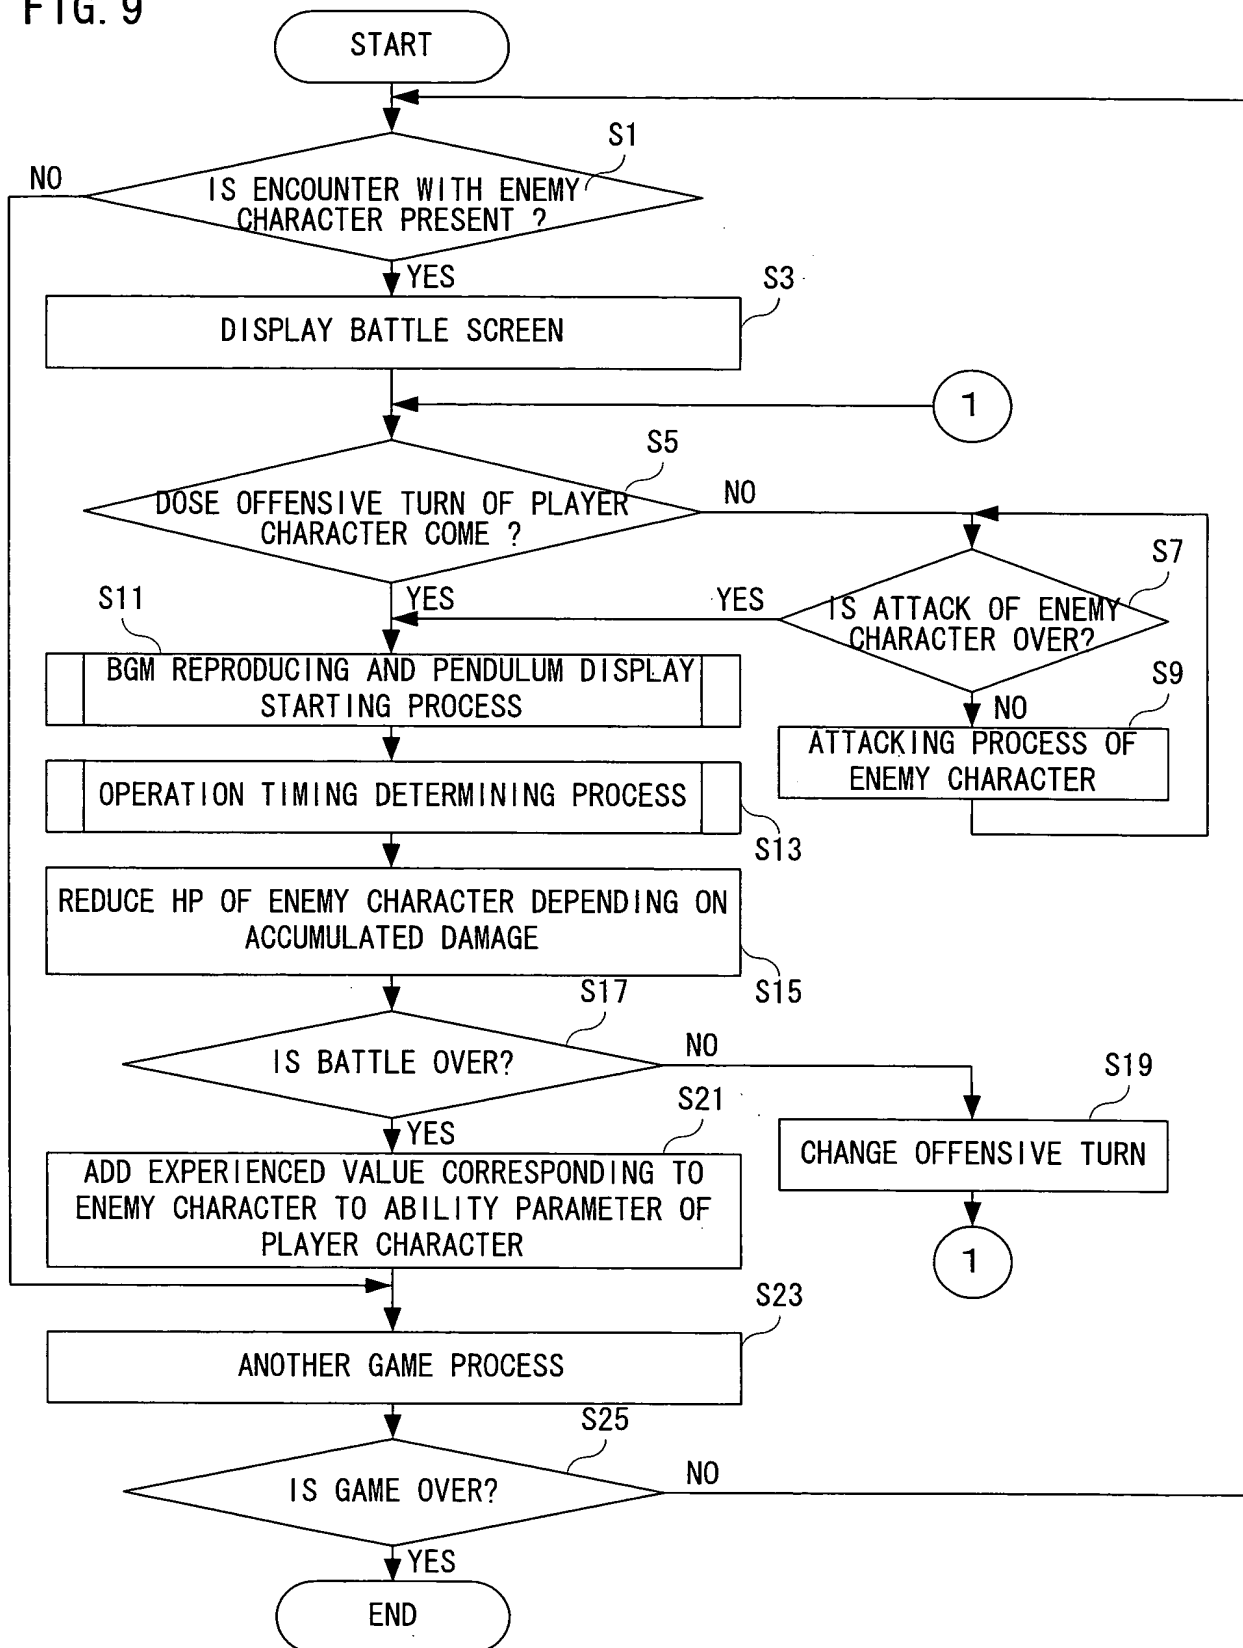 FIG. 9
START
S1
NO
IS ENCOUNTER WITH ENEMY
CHARACTER PRESENT ?
YES
S3
DISPLAY BATTLE SCREEN
1
S5
DOSE OFFENSIVE TURN OF PLAYER
CHARACTER COME ?
NO
S7
YES
YES
IS ATTACK OF ENEMY
CHARACTER OVER?
S11
BGM REPRODUCING AND PENDULUM DISPLAY
STARTING PROCESS
S9
NO
ATTACKING PROCESS OF
ENEMY CHARACTER
OPERATION TIMING DETERMINING PROCESS
S13
REDUCE HP OF ENEMY CHARACTER DEPENDING ON
ACCUMULATED DAMAGE
S15
S17
IS BATTLE OVER?
NO
S19
CHANGE OFFENSIVE TURN
1
YES
S21
ADD EXPERIENCED VALUE CORRESPONDING TO
ENEMY CHARACTER TO ABILITY PARAMETER OF
PLAYER CHARACTER
S23
ANOTHER GAME PROCESS
S25
IS GAME OVER?
NO
YES
END